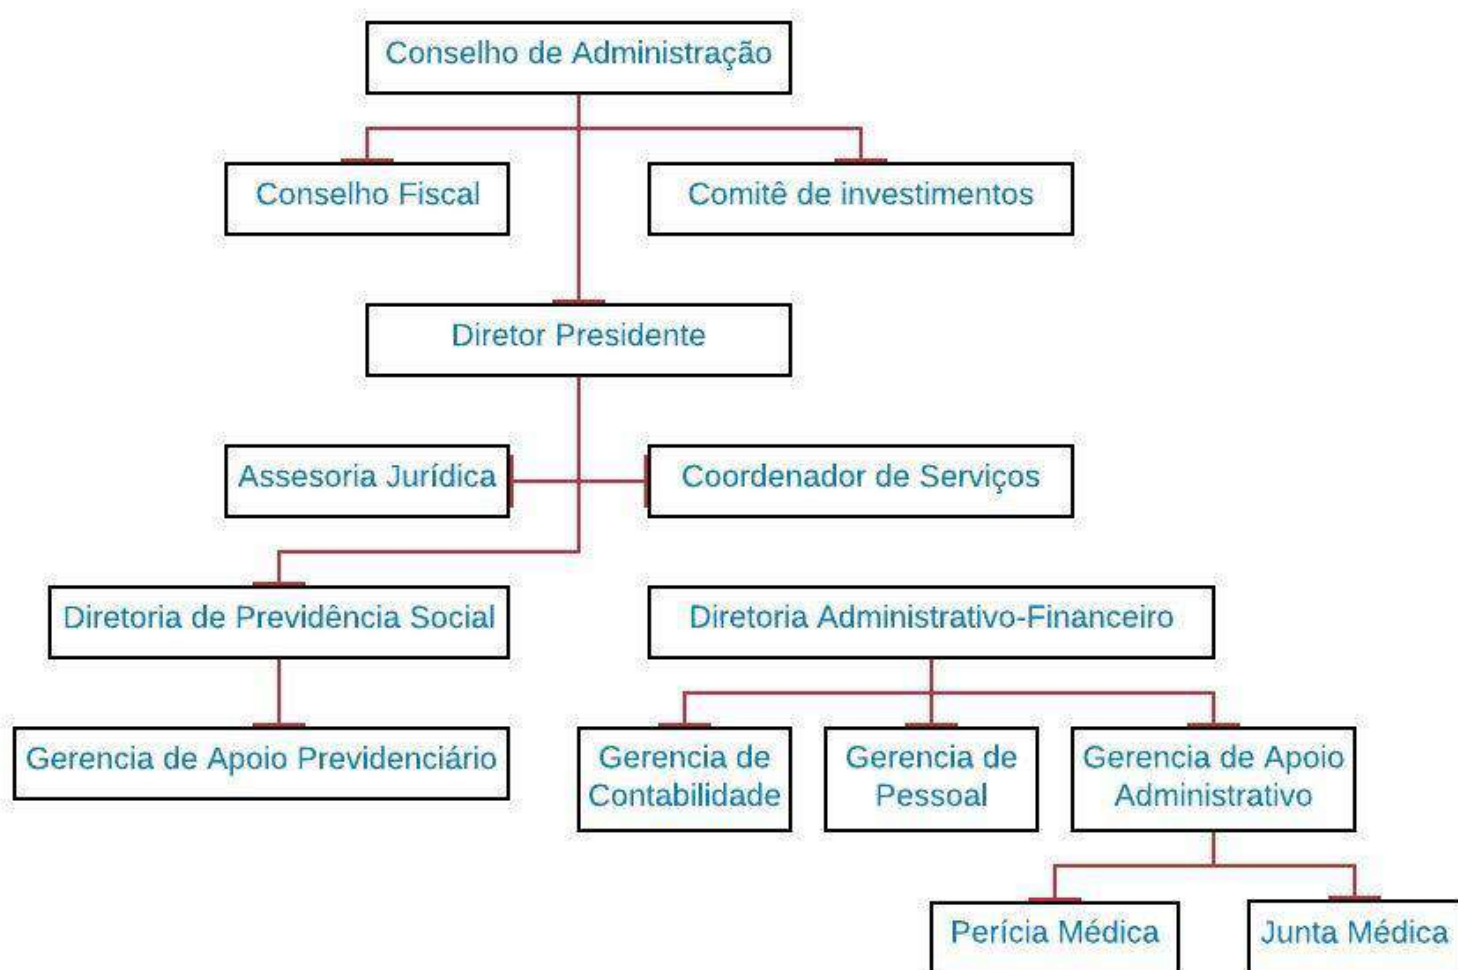 Conselho de Administração
Conselho Fiscal
Comitê de investimentos
Diretor Presidente
Assesoria Jurídica
Coordenador de Serviços
Diretoria de Previdência Social
Diretoria Administrativo-Financeiro
Gerencia de Apoio Previdenciário
Gerencia de
Contabilidade
Gerencia de
Pessoal
Gerencia de Apoio
Administrativo
Perícia Médica
Junta Médica